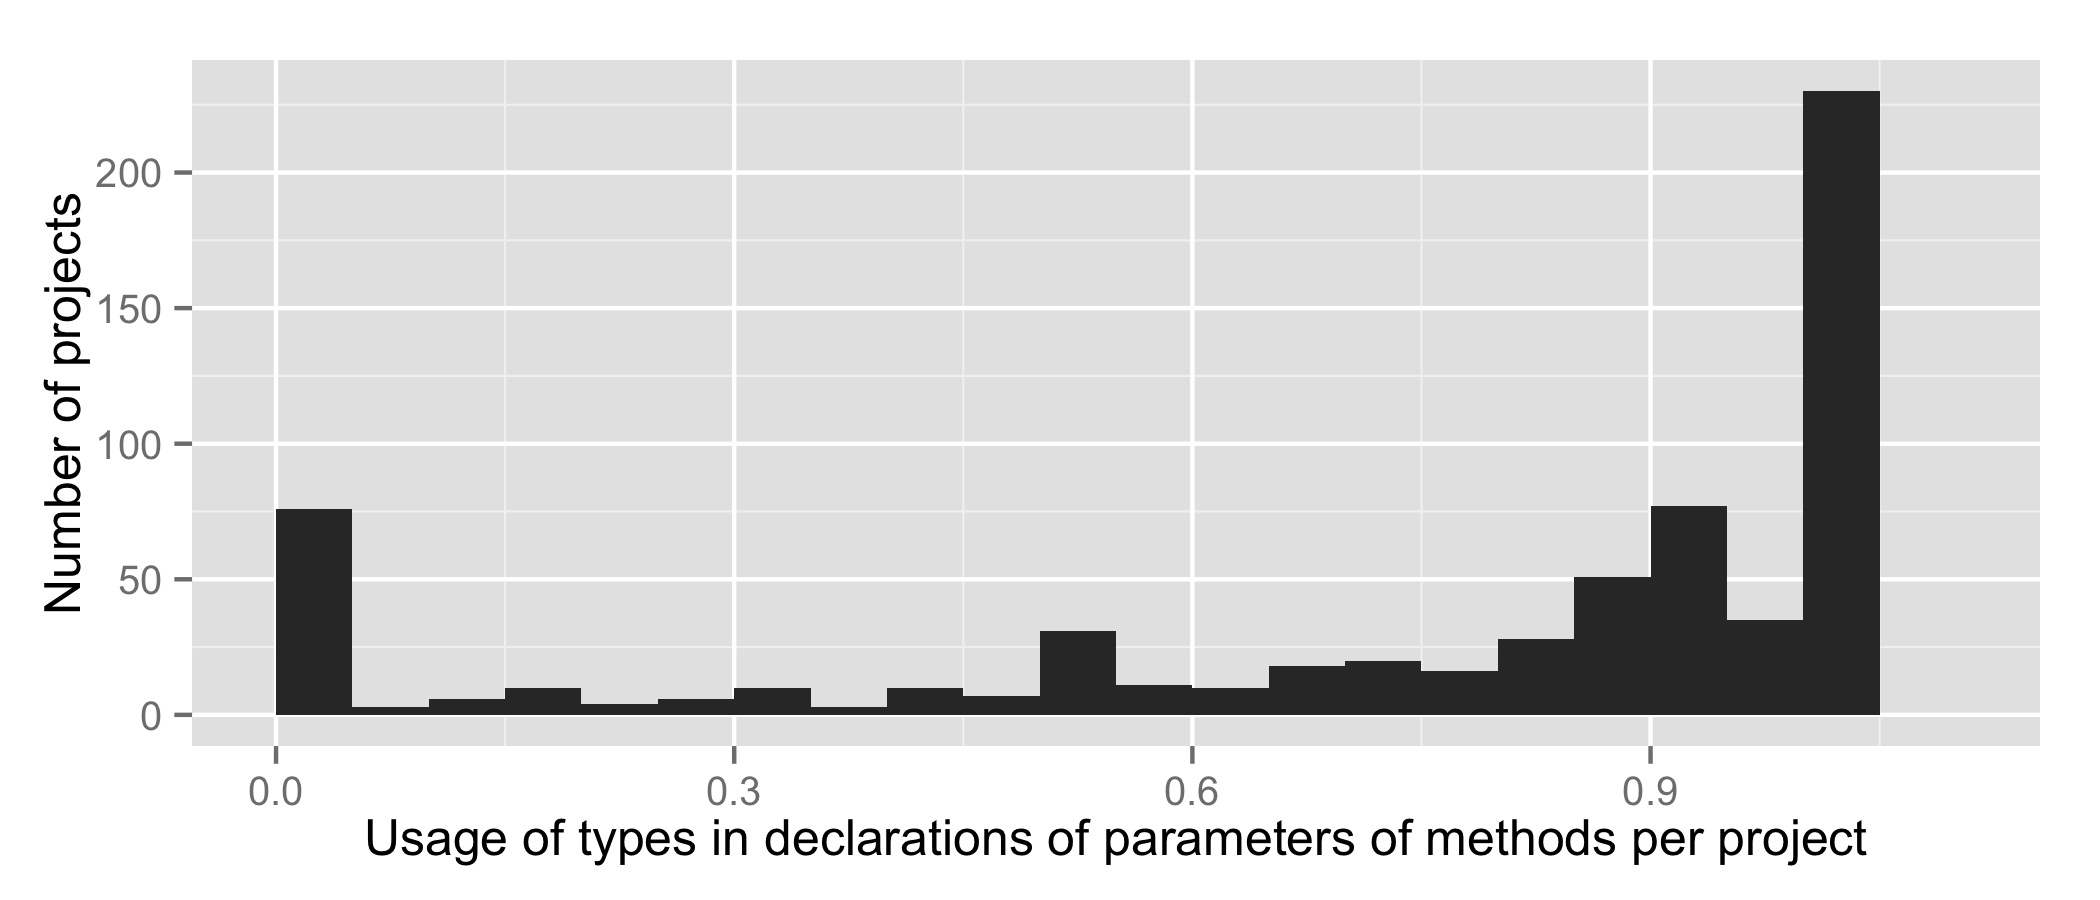 Number of projects
200
150
100
50
0
0.0 0.3 0.6 0.9
Usage of types in declarations of parameters of methods per project